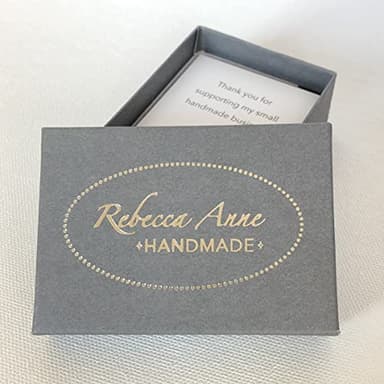 Thank you for
supporting my small
handmade
Rebecca Anne
✧HANDMADE✧